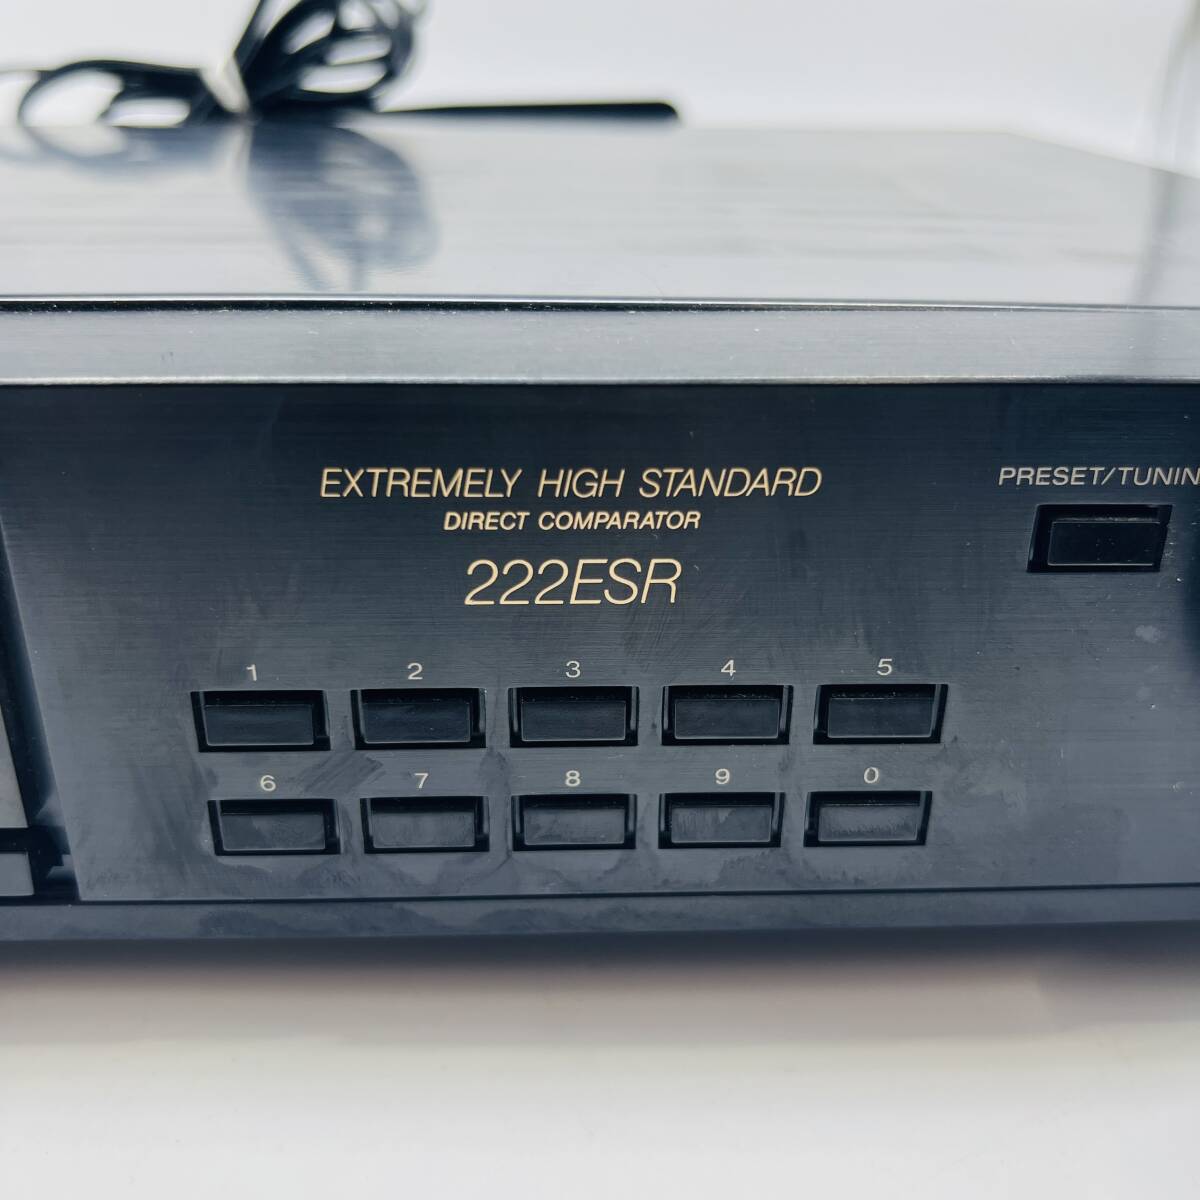 EXTREMELY HIGH STANDARD
DIRECT COMPARATOR
222ESR
PRESET/TUNIN
1 2 3 4 5
6 7 8 9 0